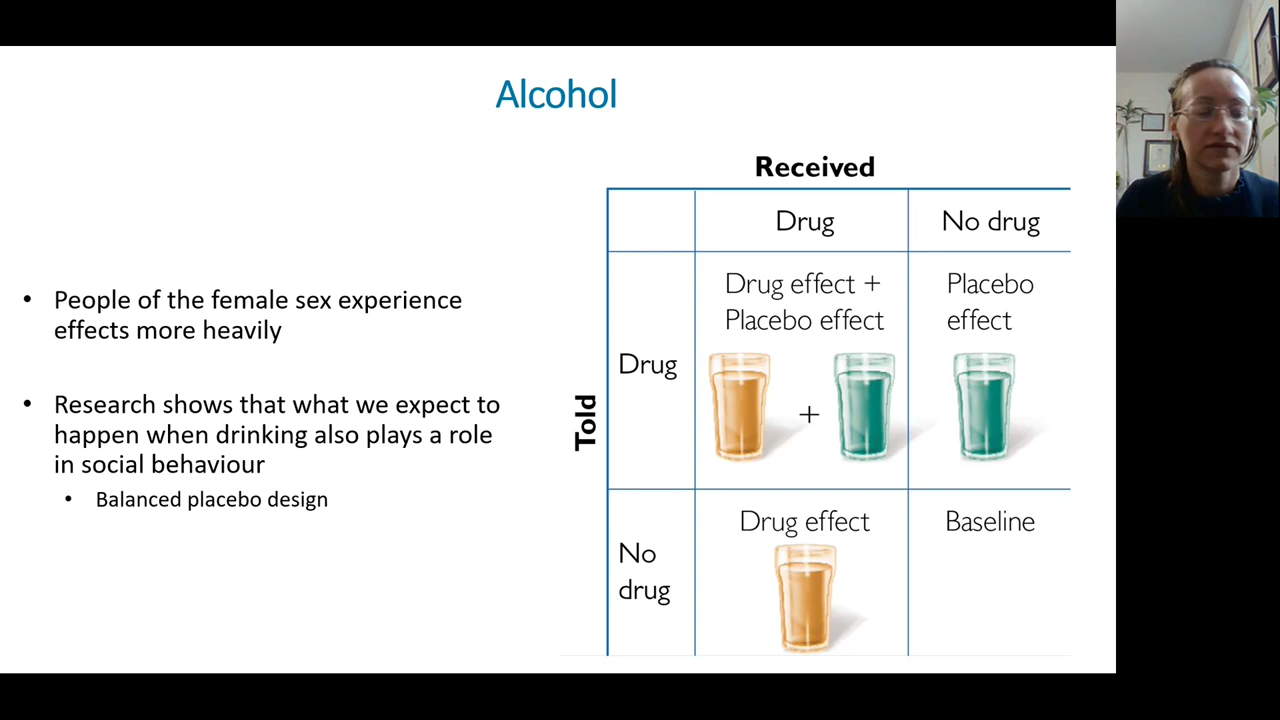 Alcohol
• People of the female sex experience
effects more heavily
• Research shows that what we expect to
happen when drinking also plays a role
in social behaviour
• Balanced placebo design
Received
Drug
No drug
Told
Drug
Drug effect +
Placebo effect
+
Placebo
effect
No
drug
Drug effect
Baseline